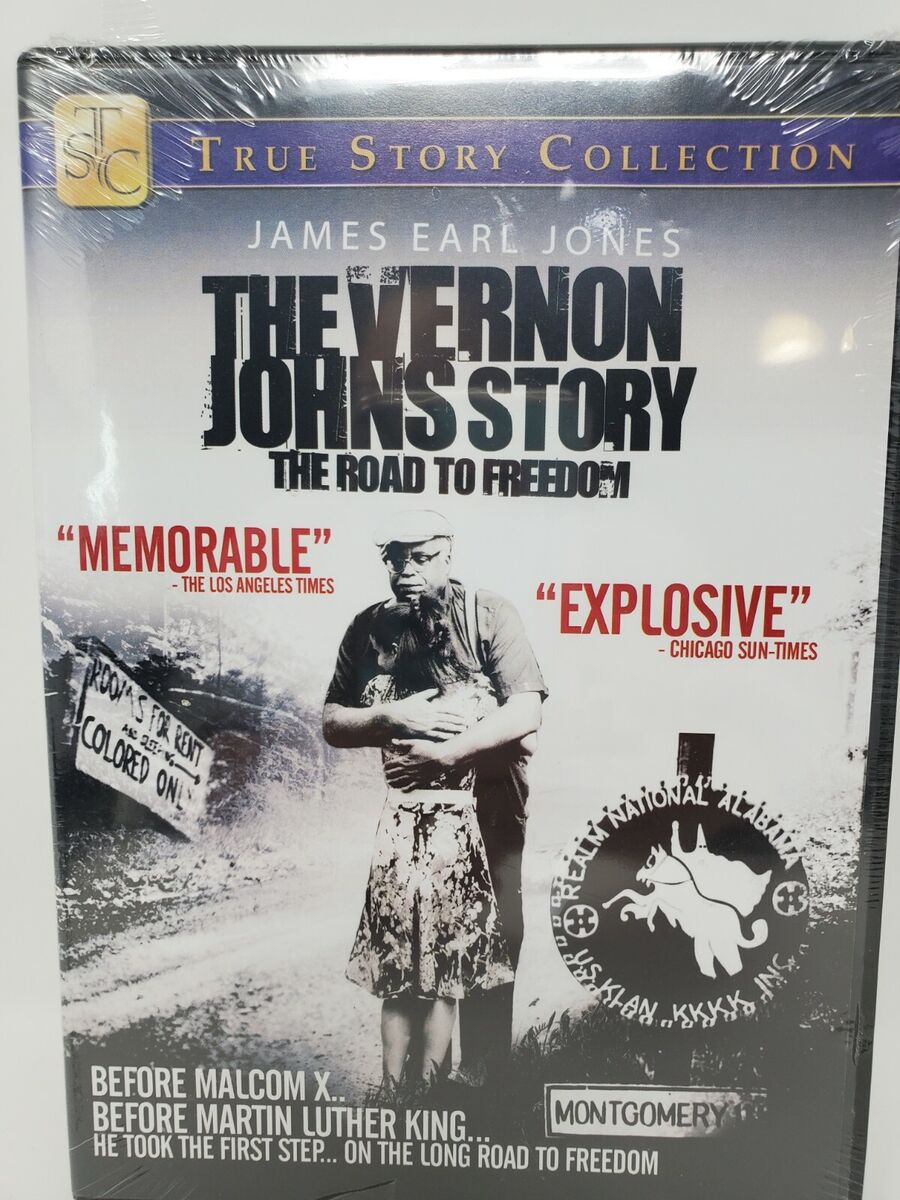 TSC
TRUE STORY COLLECTION
JAMES EARL JONES
THE VERNON
JOHNS STORY
THE ROAD TO FREEDOM
“MEMORABLE”
- THE LOS ANGELES TIMES
“EXPLOSIVE”
- CHICAGO SUN-TIMES
ROOMS FOR RENT
COLORED ONLY
REALM NATIONAL ALABAMA
US KLAN KKKK INC.
MONTGOMERY
BEFORE MALCOM X..
BEFORE MARTIN LUTHER KING...
HE TOOK THE FIRST STEP... ON THE LONG ROAD TO FREEDOM